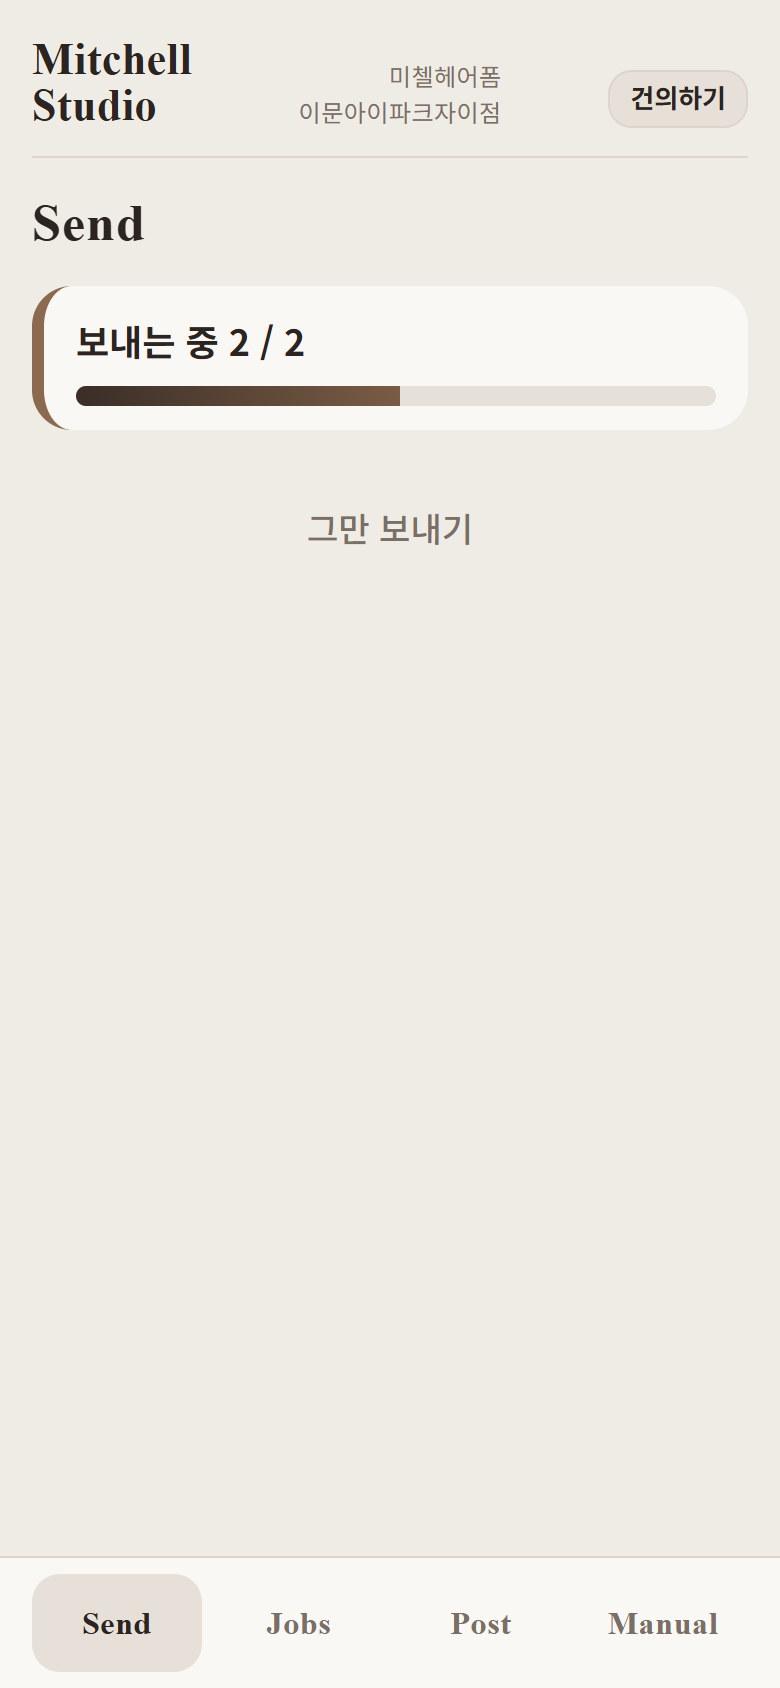 Mitchell
Studio
미첼헤어폼
이문아이파크자이점
건의하기
Send
보내는 중 2 / 2
그만 보내기
Send
Jobs
Post
Manual